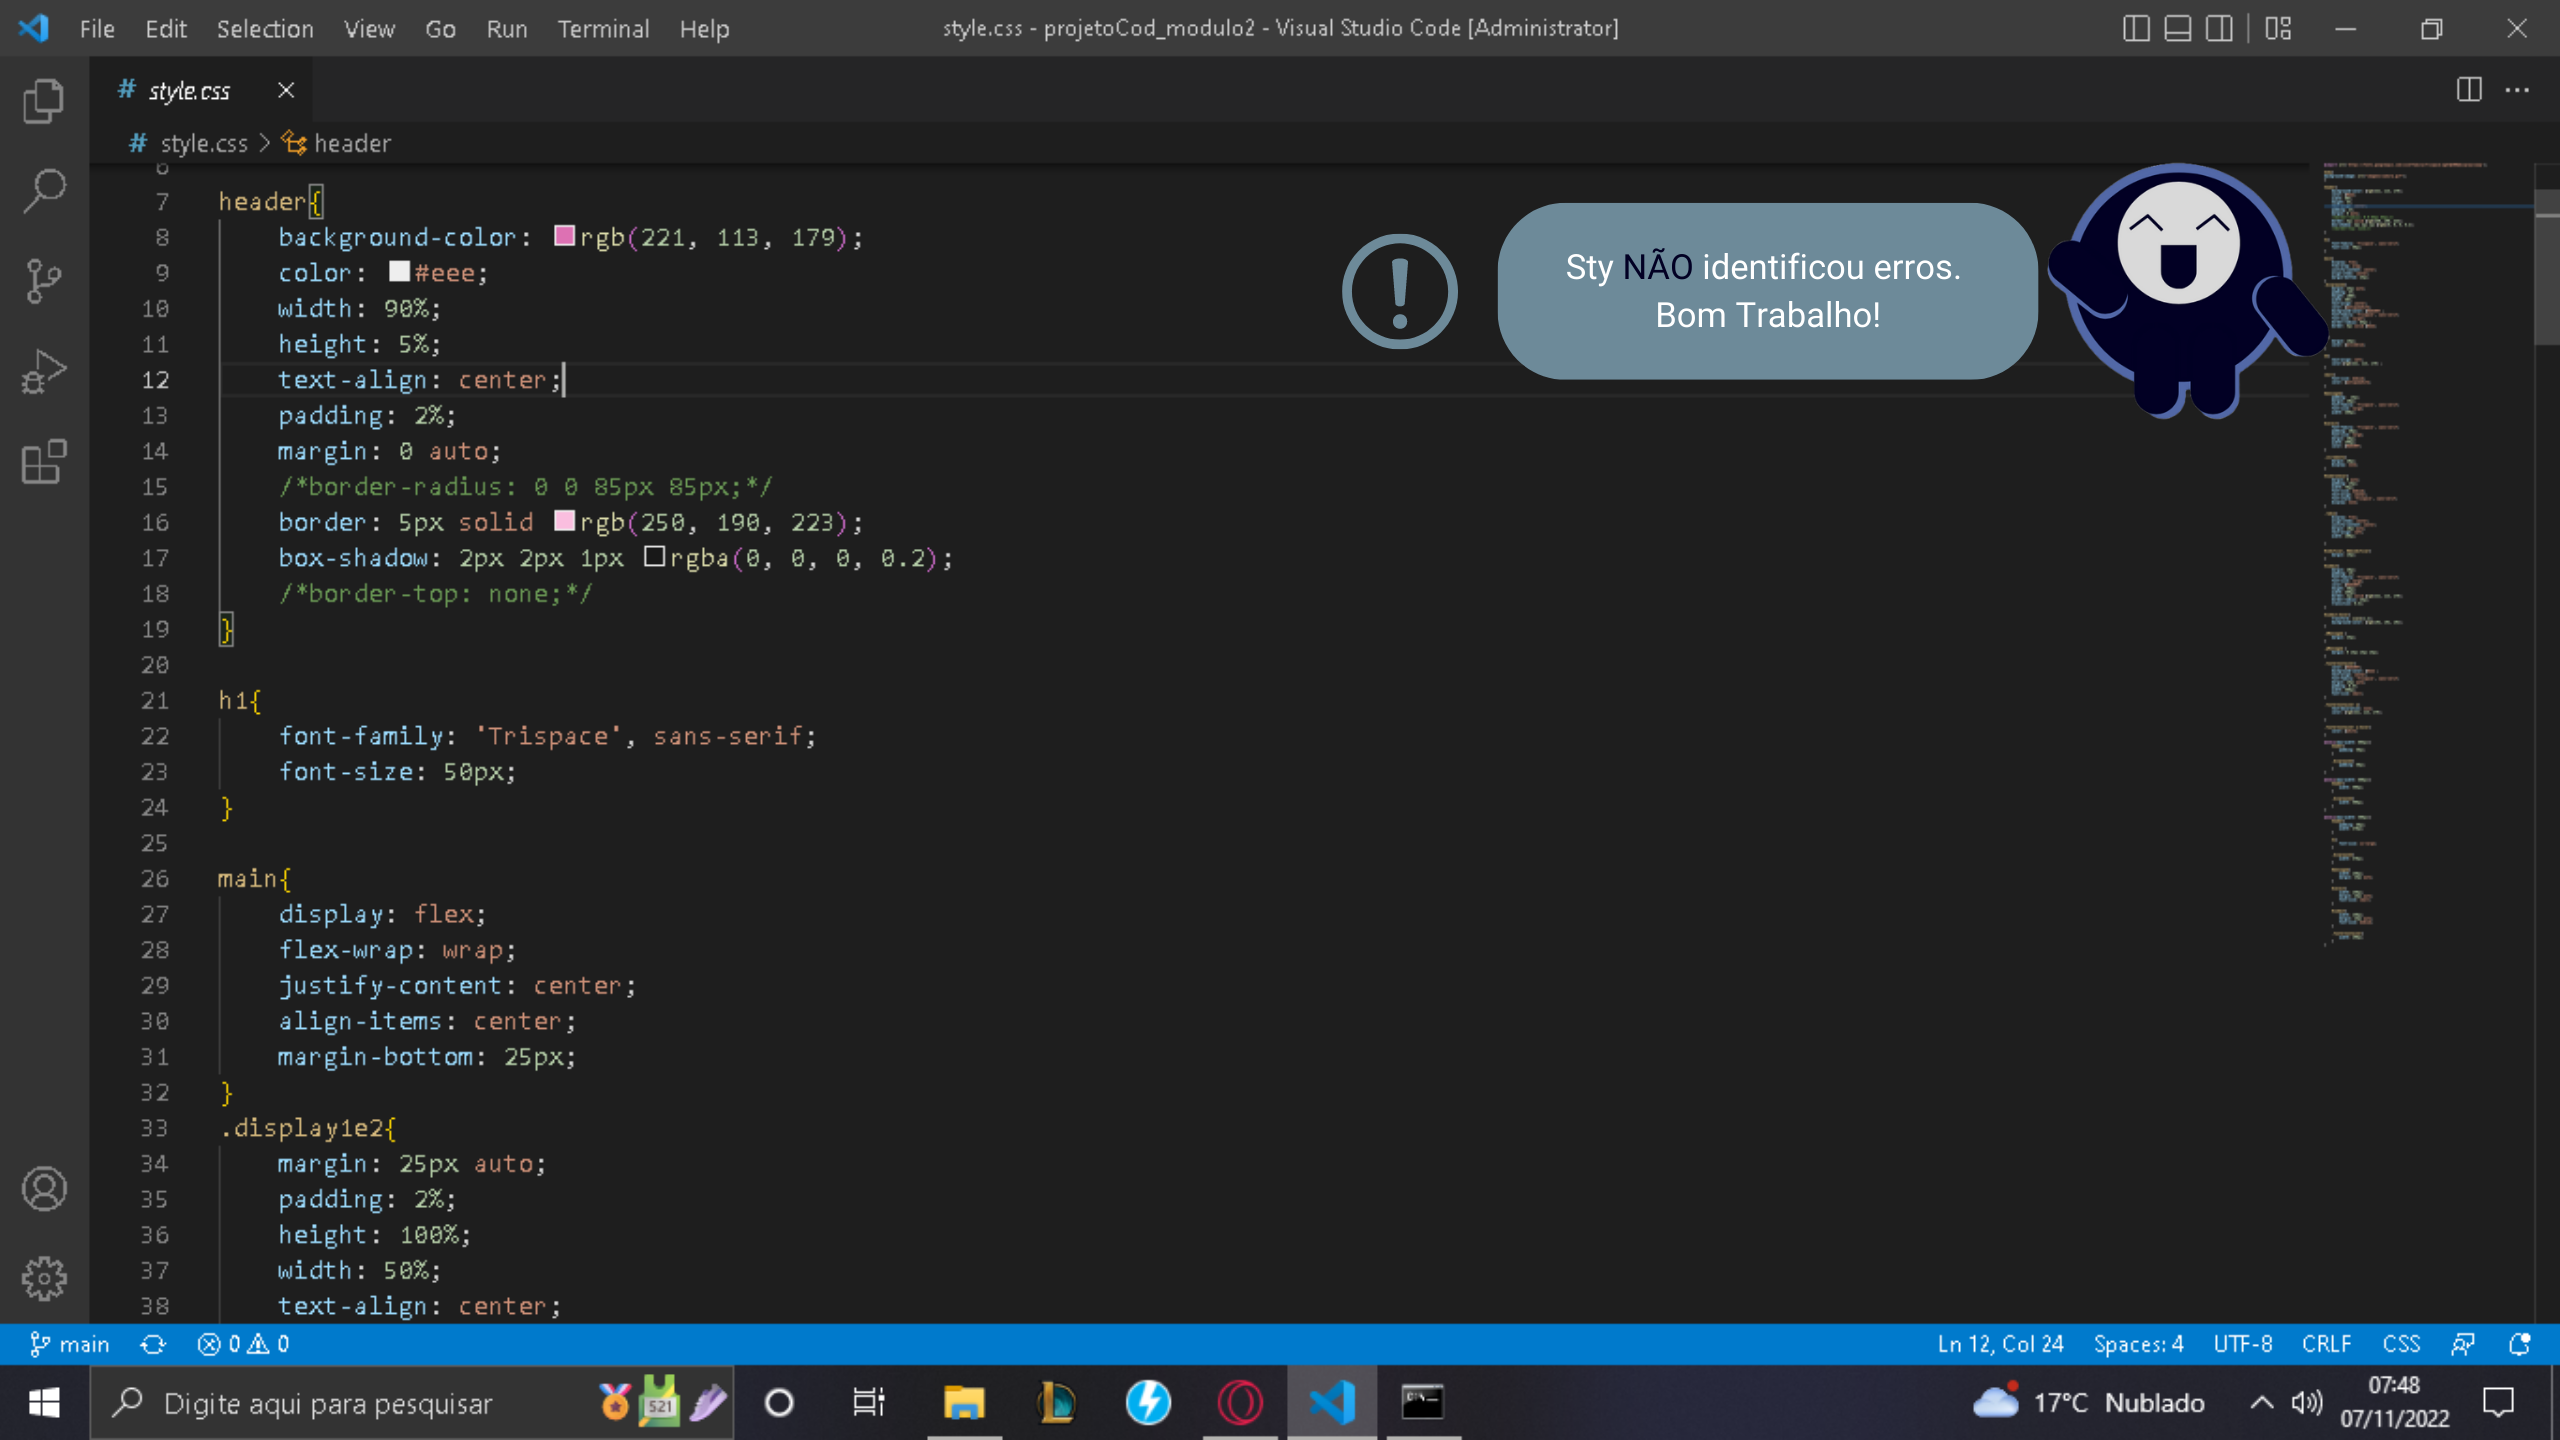 File Edit Selection View Go Run Terminal Help
style.css - projetoCod_modulo2 - Visual Studio Code [Administrator]
# style.css
# style.css > header
6
7 header{
8 background-color: rgb(221, 113, 179);
9 color: #eee;
10 width: 90%;
11 height: 5%;
12 text-align: center;
13 padding: 2%;
14 margin: 0 auto;
15 /*border-radius: 0 0 85px 85px;*/
16 border: 5px solid rgb(250, 190, 223);
17 box-shadow: 2px 2px 1px rgba(0, 0, 0, 0.2);
18 /*border-top: none;*/
19 }
20
21 h1{
22 font-family: 'Trispace', sans-serif;
23 font-size: 50px;
24 }
25
26 main{
27 display: flex;
28 flex-wrap: wrap;
29 justify-content: center;
30 align-items: center;
31 margin-bottom: 25px;
32 }
33 .display1e2{
34 margin: 25px auto;
35 padding: 2%;
36 height: 100%;
37 width: 50%;
38 text-align: center;
!
Sty NÃO identificou erros.
Bom Trabalho!
main 0 0
Ln 12, Col 24 Spaces: 4 UTF-8 CRLF CSS
Digite aqui para pesquisar
521
17°C Nublado
07:48
07/11/2022